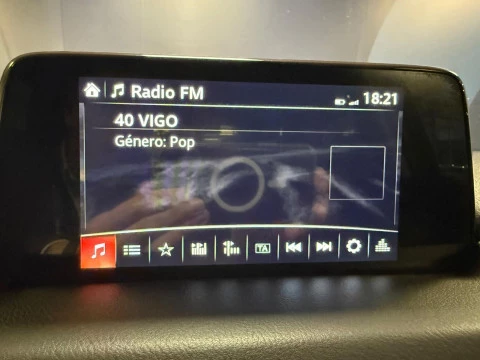 Radio FM
18:21
40 VIGO
Género: Pop
TA